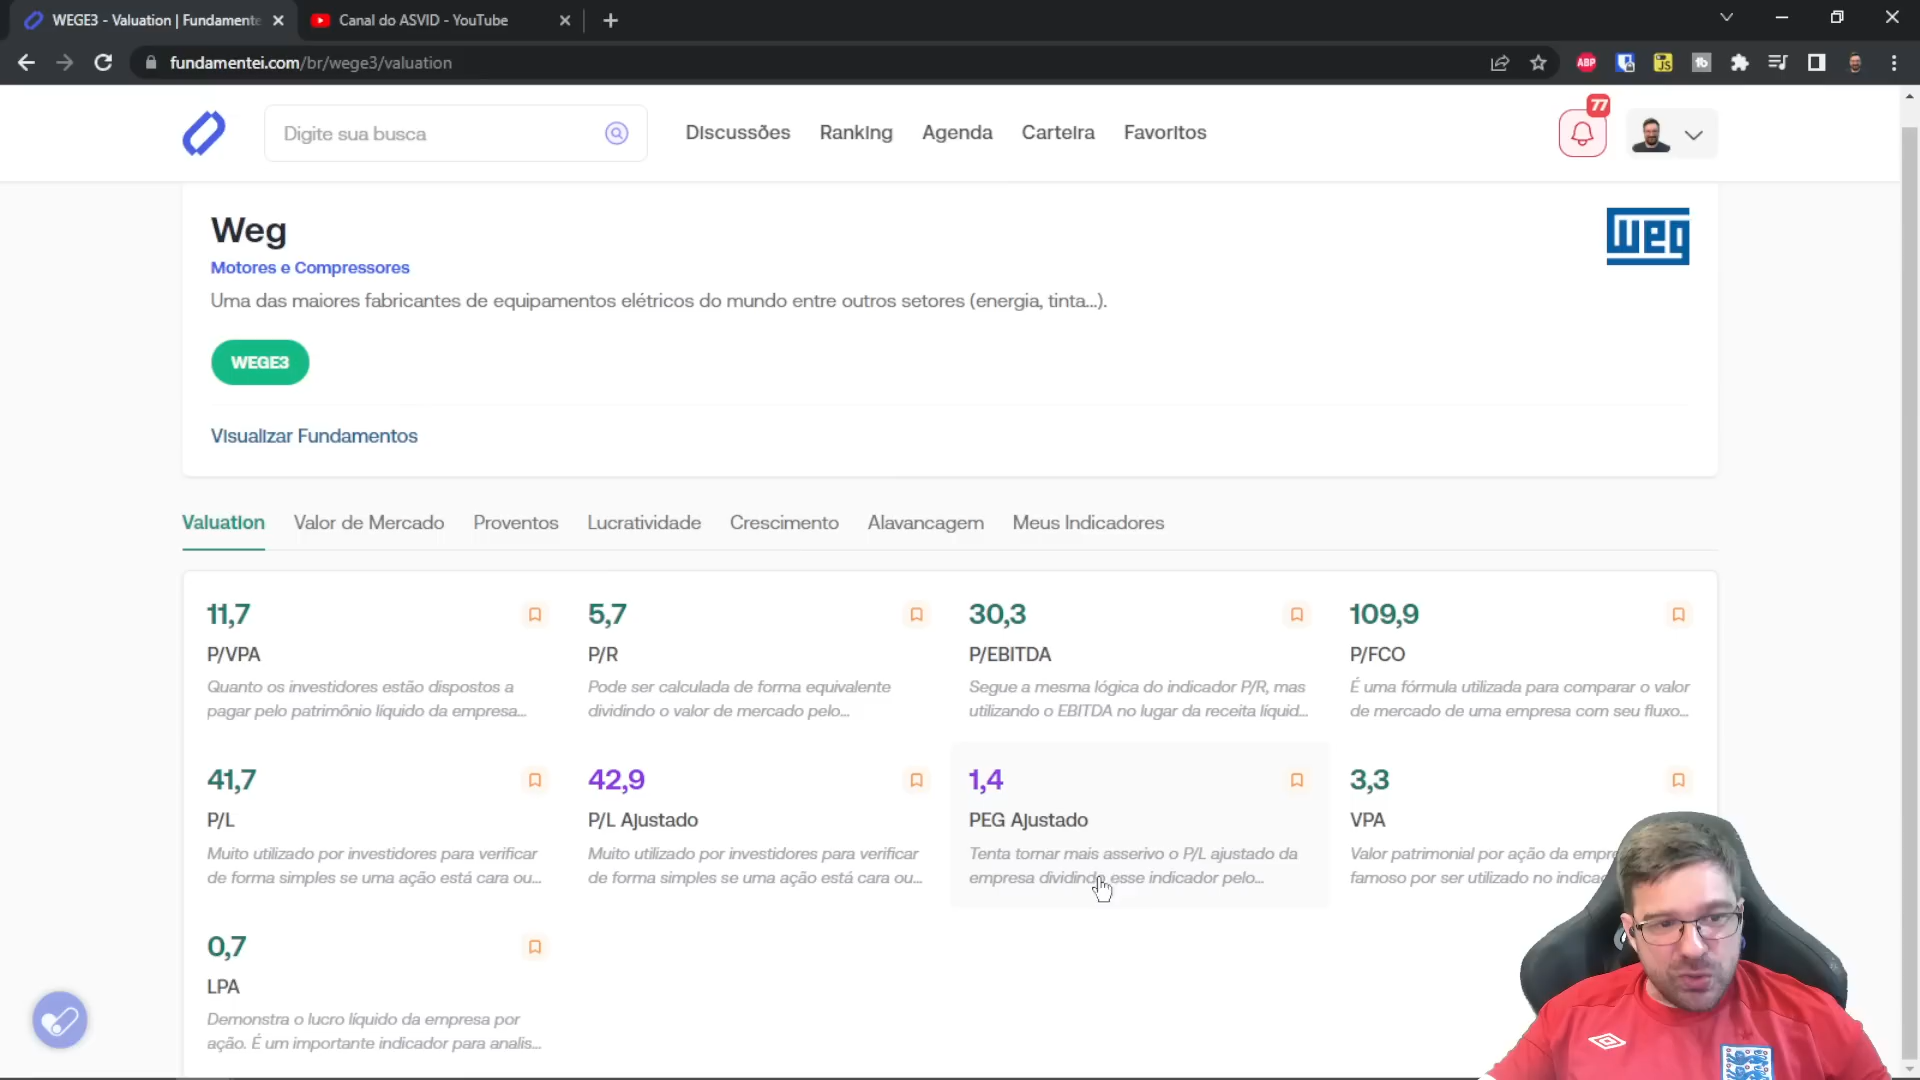 WEGE3 - Valuation | Fundamente
Canal do ASVID - YouTube
fundamentei.com/br/wege3/valuation
ABP
JS
tb
Digite sua busca
Discussões
Ranking
Agenda
Carteira
Favoritos
77
Weg
weg
Motores e Compressores
Uma das maiores fabricantes de equipamentos elétricos do mundo entre outros setores (energia, tinta...).
WEGE3
Visualizar Fundamentos
Valuation
Valor de Mercado
Proventos
Lucratividade
Crescimento
Alavancagem
Meus Indicadores
11,7
P/VPA
Quanto os investidores estão dispostos a
pagar pelo patrimônio líquido da empresa...
5,7
P/R
Pode ser calculada de forma equivalente
dividindo o valor de mercado pelo...
30,3
P/EBITDA
Segue a mesma lógica do indicador P/R, mas
utilizando o EBITDA no lugar da receita líquid...
109,9
P/FCO
É uma fórmula utilizada para comparar o valor
de mercado de uma empresa com seu fluxo...
41,7
P/L
Muito utilizado por investidores para verificar
de forma simples se uma ação está cara ou...
42,9
P/L Ajustado
Muito utilizado por investidores para verificar
de forma simples se uma ação está cara ou...
1,4
PEG Ajustado
Tenta tornar mais asserivo o P/L ajustado da
empresa dividindo esse indicador pelo...
3,3
VPA
Valor patrimonial por ação da empre
famoso por ser utilizado no indica
0,7
LPA
Demonstra o lucro líquido da empresa por
ação. É um importante indicador para analis...